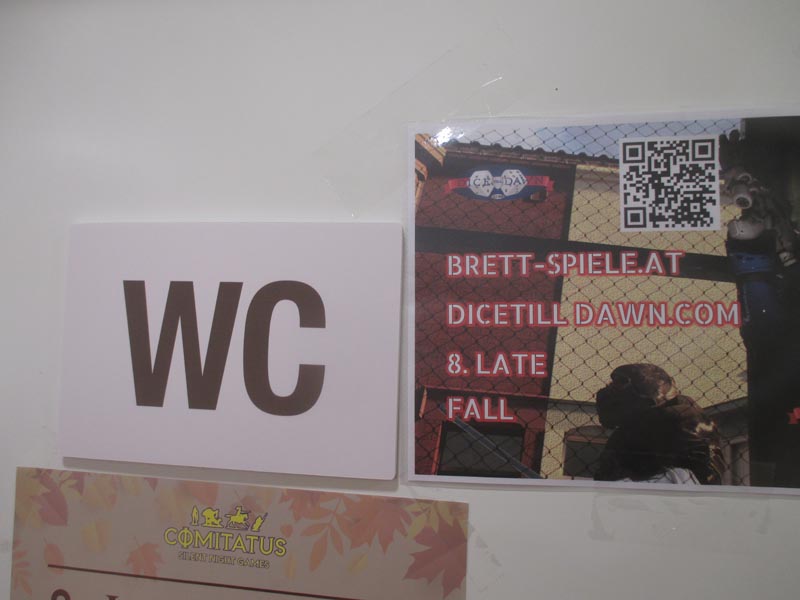 WC
BRETT-SPIELE.AT
DICETILL DAWN.COM
8. LATE
FALL
COMITATUS
SILENT NIGHT GAMES